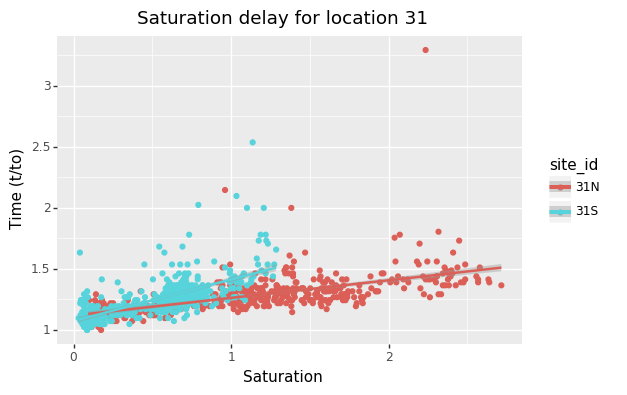 Saturation delay for location 31
Time (t/to)
3
2.5
2
1.5
1
0
1
2
Saturation
site_id
31N
31S